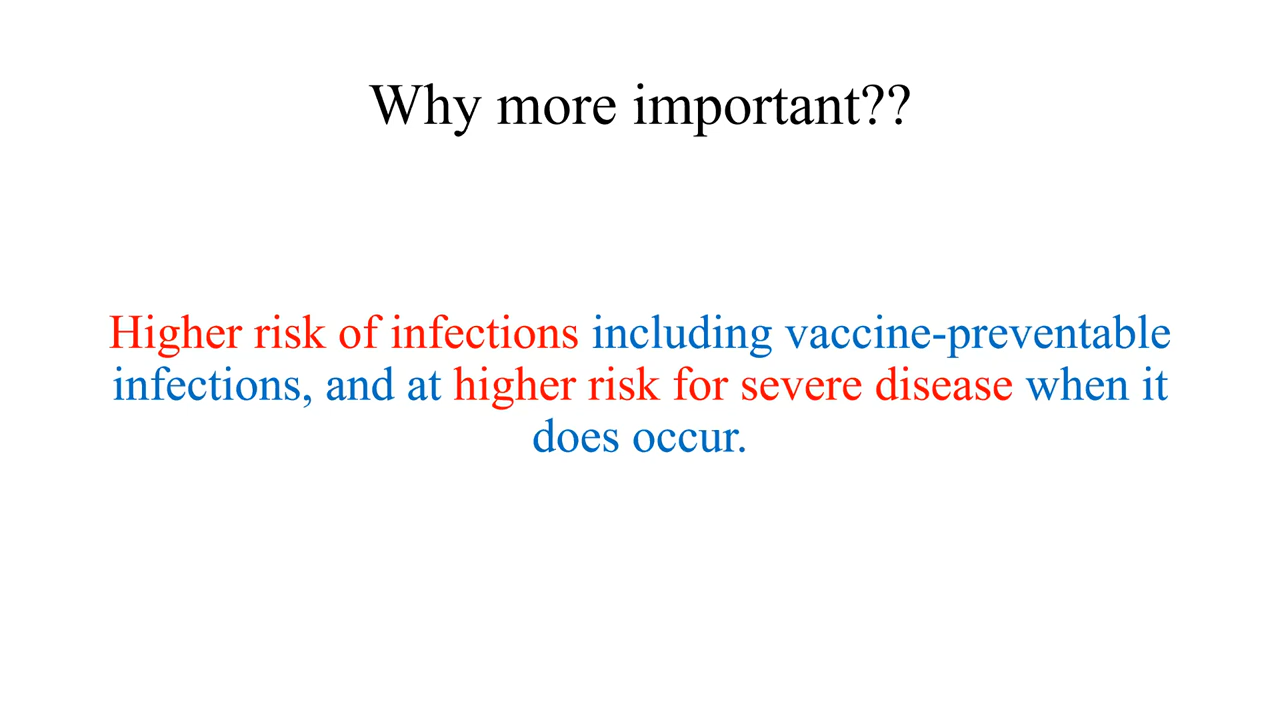 Why more important??
Higher risk of infections including vaccine-preventable
infections, and at higher risk for severe disease when it
does occur.